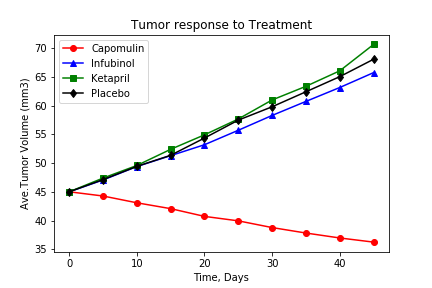 Tumor response to Treatment
Capomulin
Infubinol
Ketapril
Placebo
Ave.Tumor Volume (mm3)
70
65
60
55
50
45
40
35
0
10
20
30
40
Time, Days